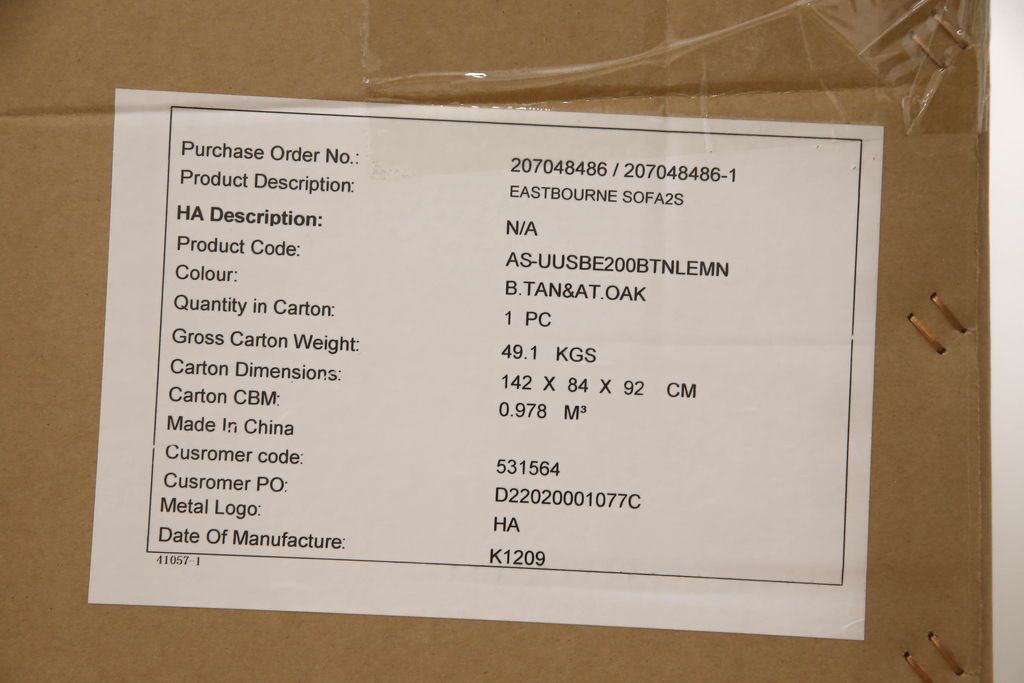 Purchase Order No.: 207048486 / 207048486-1
Product Description: EASTBOURNE SOFA2S
HA Description: N/A
Product Code: AS-UUSBE200BTNLEMN
Colour: B.TAN&AT.OAK
Quantity in Carton: 1 PC
Gross Carton Weight: 49.1 KGS
Carton Dimensions: 142 X 84 X 92 CM
Carton CBM: 0.978 M³
Made In China
Cusromer code: 531564
Cusromer PO: D22020001077C
Metal Logo: HA
Date Of Manufacture: K1209
41057-1